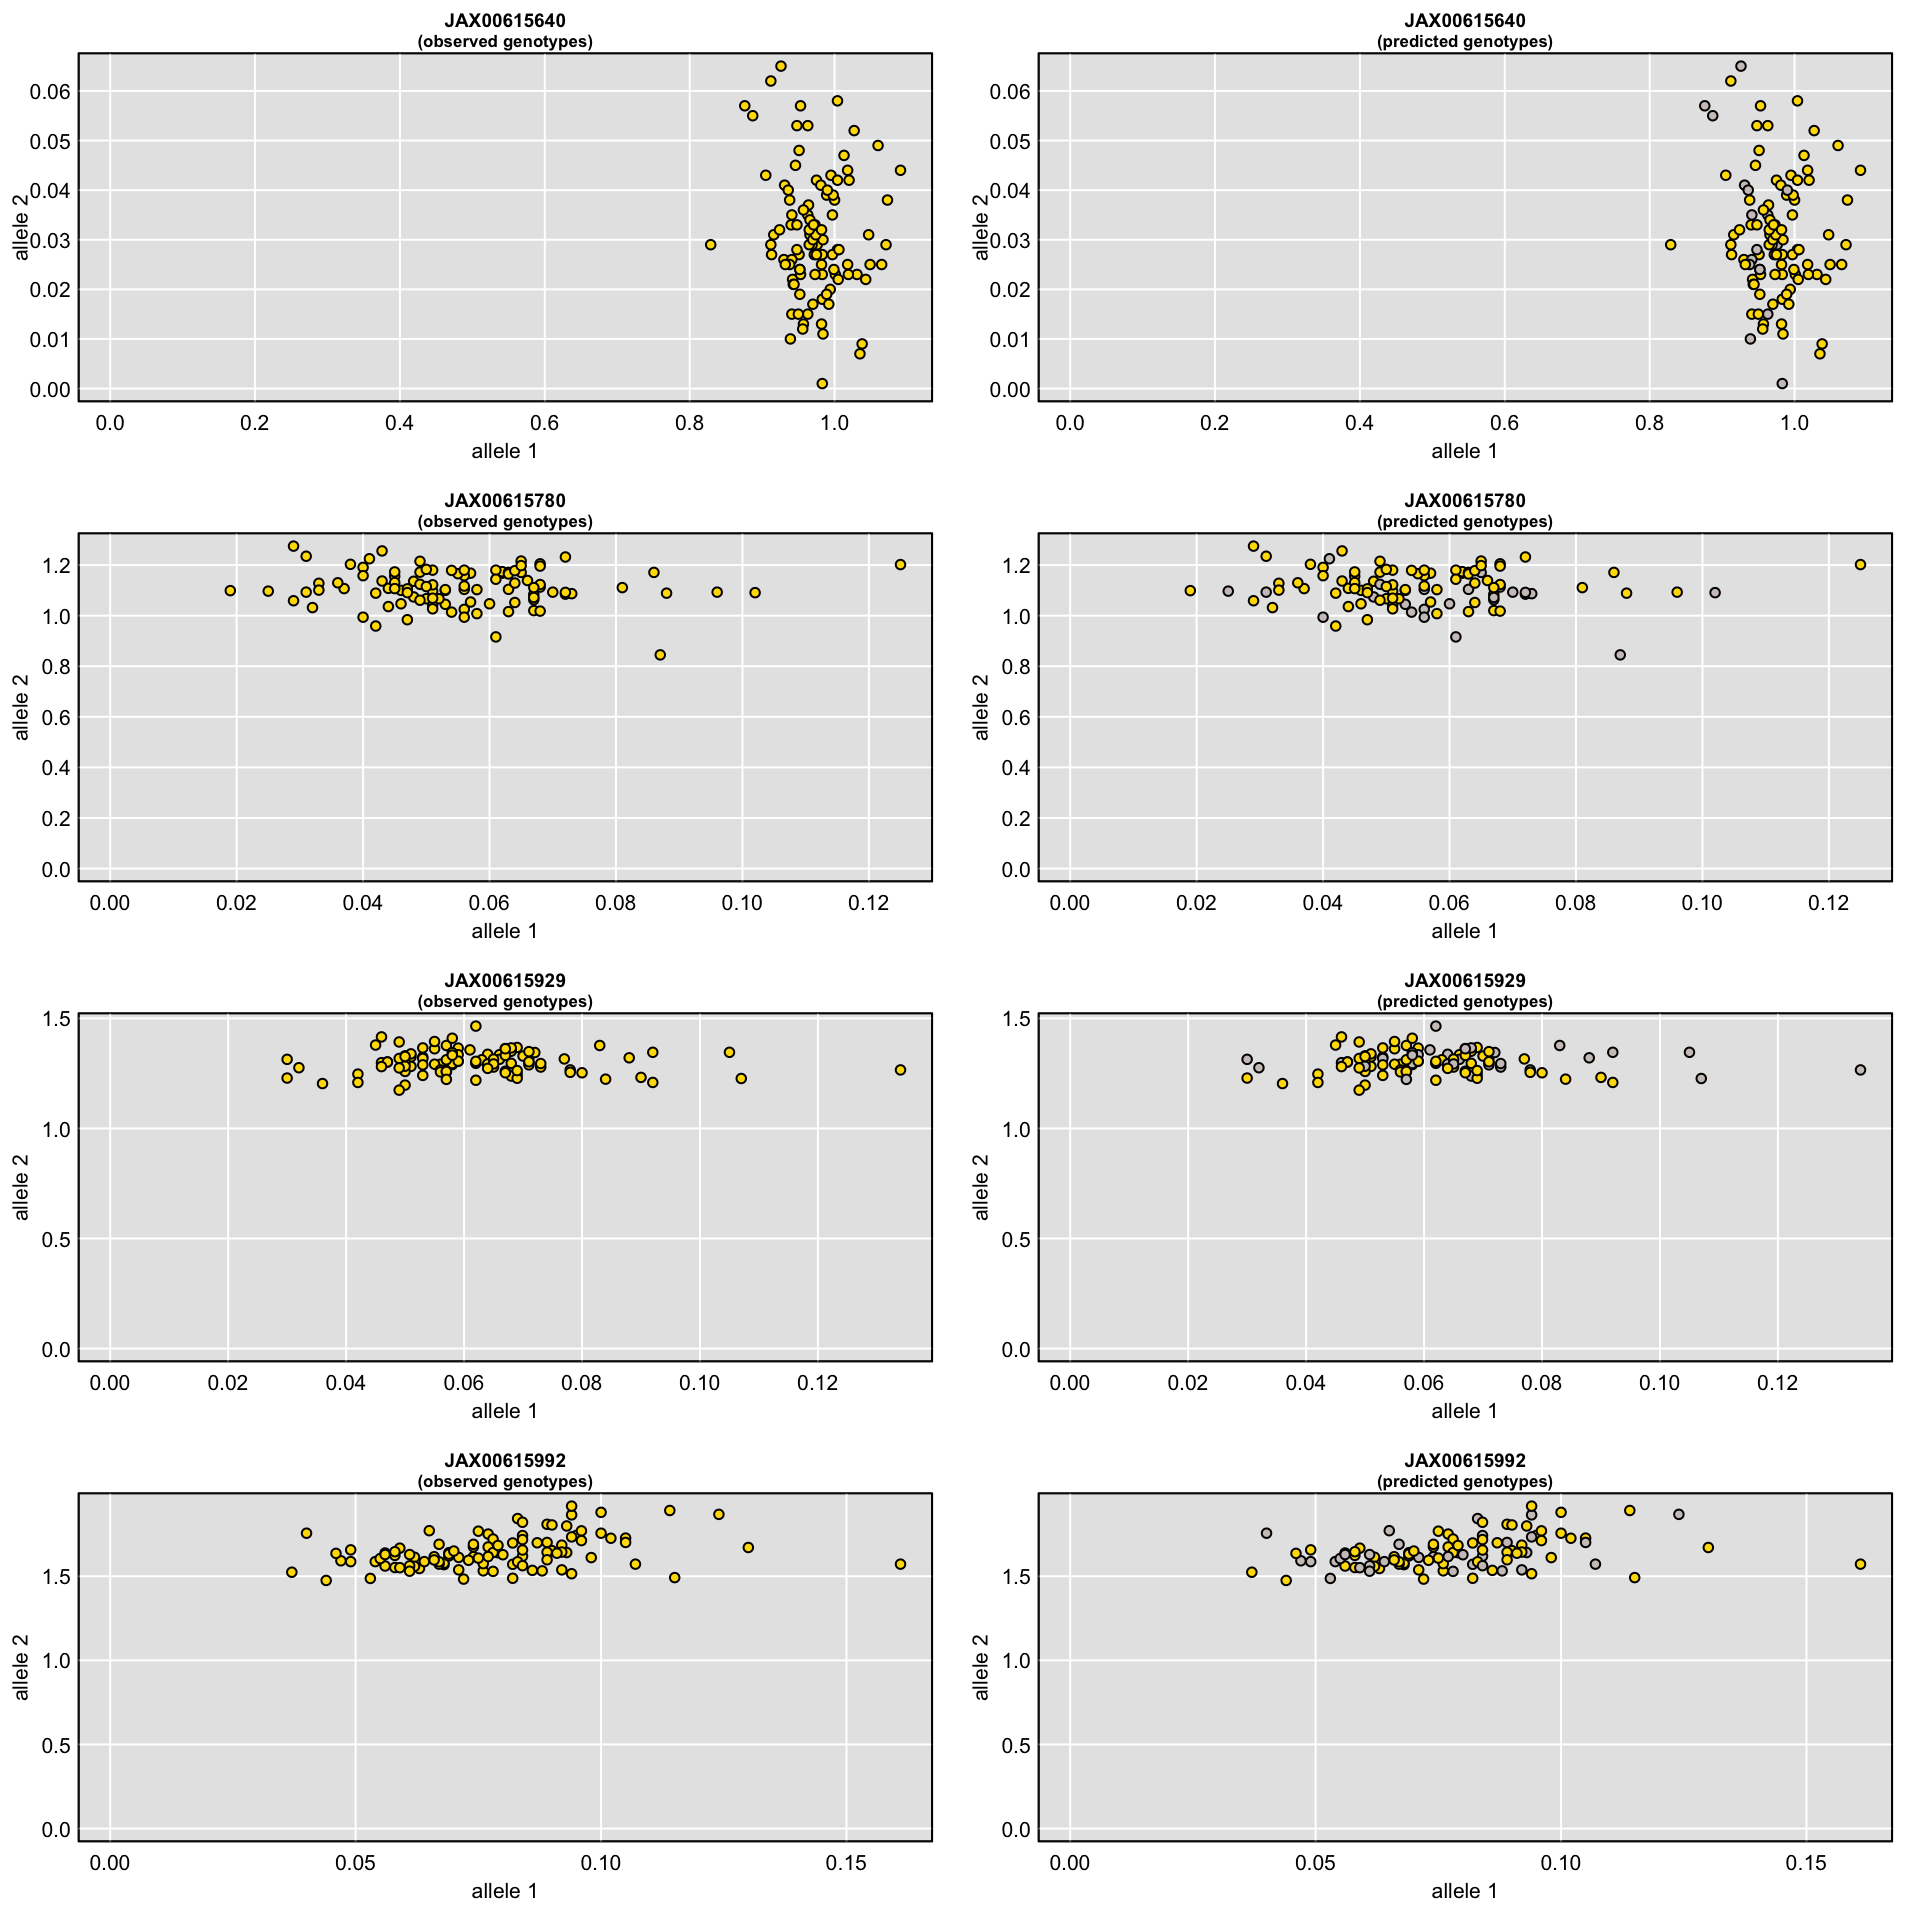 JAX00615640
(observed genotypes)
allele 2
0.06
0.05
0.04
0.03
0.02
0.01
0.00
0.0 0.2 0.4 0.6 0.8 1.0
allele 1
JAX00615640
(predicted genotypes)
allele 2
0.06
0.05
0.04
0.03
0.02
0.01
0.00
0.0 0.2 0.4 0.6 0.8 1.0
allele 1
JAX00615780
(observed genotypes)
allele 2
1.2
1.0
0.8
0.6
0.4
0.2
0.0
0.00 0.02 0.04 0.06 0.08 0.10 0.12
allele 1
JAX00615780
(predicted genotypes)
allele 2
1.2
1.0
0.8
0.6
0.4
0.2
0.0
0.00 0.02 0.04 0.06 0.08 0.10 0.12
allele 1
JAX00615929
(observed genotypes)
allele 2
1.5
1.0
0.5
0.0
0.00 0.02 0.04 0.06 0.08 0.10 0.12
allele 1
JAX00615929
(predicted genotypes)
allele 2
1.5
1.0
0.5
0.0
0.00 0.02 0.04 0.06 0.08 0.10 0.12
allele 1
JAX00615992
(observed genotypes)
allele 2
1.5
1.0
0.5
0.0
0.00 0.05 0.10 0.15
allele 1
JAX00615992
(predicted genotypes)
allele 2
1.5
1.0
0.5
0.0
0.00 0.05 0.10 0.15
allele 1